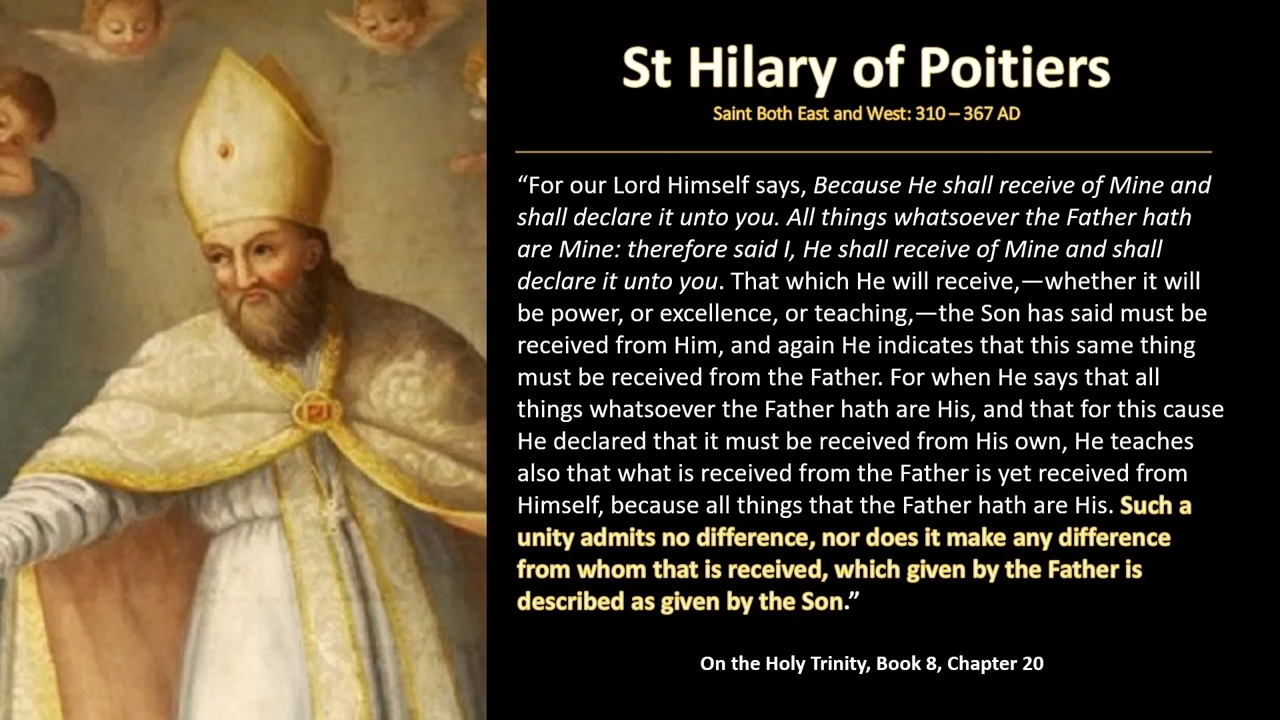 St Hilary of Poitiers
Saint Both East and West: 310 – 367 AD
“For our Lord Himself says, Because He shall receive of Mine and
shall declare it unto you. All things whatsoever the Father hath
are Mine: therefore said I, He shall receive of Mine and shall
declare it unto you. That which He will receive,—whether it will
be power, or excellence, or teaching,—the Son has said must be
received from Him, and again He indicates that this same thing
must be received from the Father. For when He says that all
things whatsoever the Father hath are His, and that for this cause
He declared that it must be received from His own, He teaches
also that what is received from the Father is yet received from
Himself, because all things that the Father hath are His. Such a
unity admits no difference, nor does it make any difference
from whom that is received, which given by the Father is
described as given by the Son.”
On the Holy Trinity, Book 8, Chapter 20